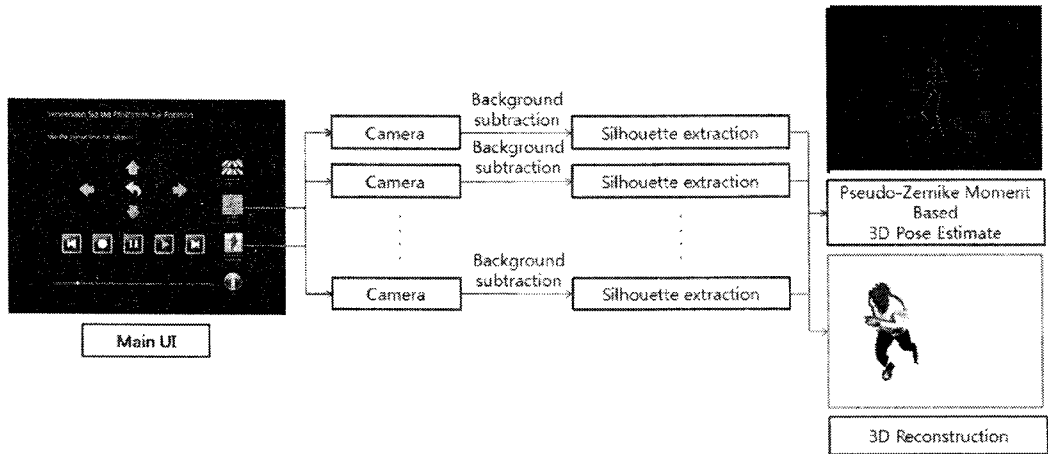 Main UI
Background
subtraction
Camera
Silhouette extraction
Background
subtraction
Camera
Silhouette extraction
Background
subtraction
Camera
Silhouette extraction
Pseudo-Zernike Moment
Based
3D Pose Estimate
3D Reconstruction